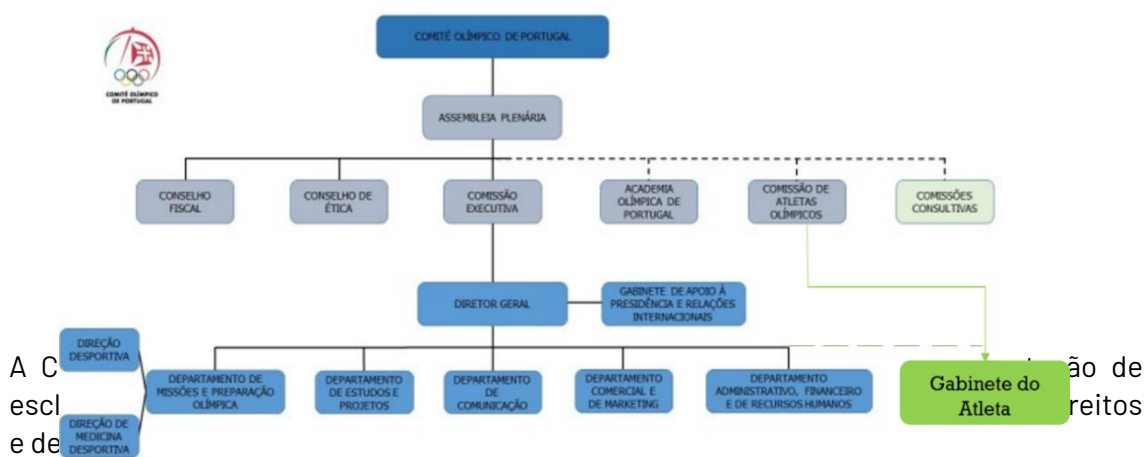 COMITÉ OLÍMPICO DE PORTUGAL
COMITÉ OLÍMPICO
DE PORTUGAL
ASSEMBLEIA PLENÁRIA
CONSELHO
FISCAL
CONSELHO DE
ÉTICA
COMISSÃO
EXECUTIVA
ACADEMIA
OLÍMPICA DE
PORTUGAL
COMISSÃO DE
ATLETAS
OLÍMPICOS
COMISSÕES
CONSULTIVAS
DIRETOR GERAL
GABINETE DE APOIO À
PRESIDÊNCIA E RELAÇÕES
INTERNACIONAIS
DIREÇÃO
DESPORTIVA
DIREÇÃO DE
MEDICINA
DESPORTIVA
DEPARTAMENTO DE
MISSÕES E PREPARAÇÃO
OLÍMPICA
DEPARTAMENTO
DE ESTUDOS E
PROJETOS
DEPARTAMENTO
DE
COMUNICAÇÃO
DEPARTAMENTO
COMERCIAL E
DE MARKETING
DEPARTAMENTO
ADMINISTRATIVO, FINANCEIRO
E DE RECURSOS HUMANOS
Gabinete do
Atleta
A C ão de
escl reitos
e de